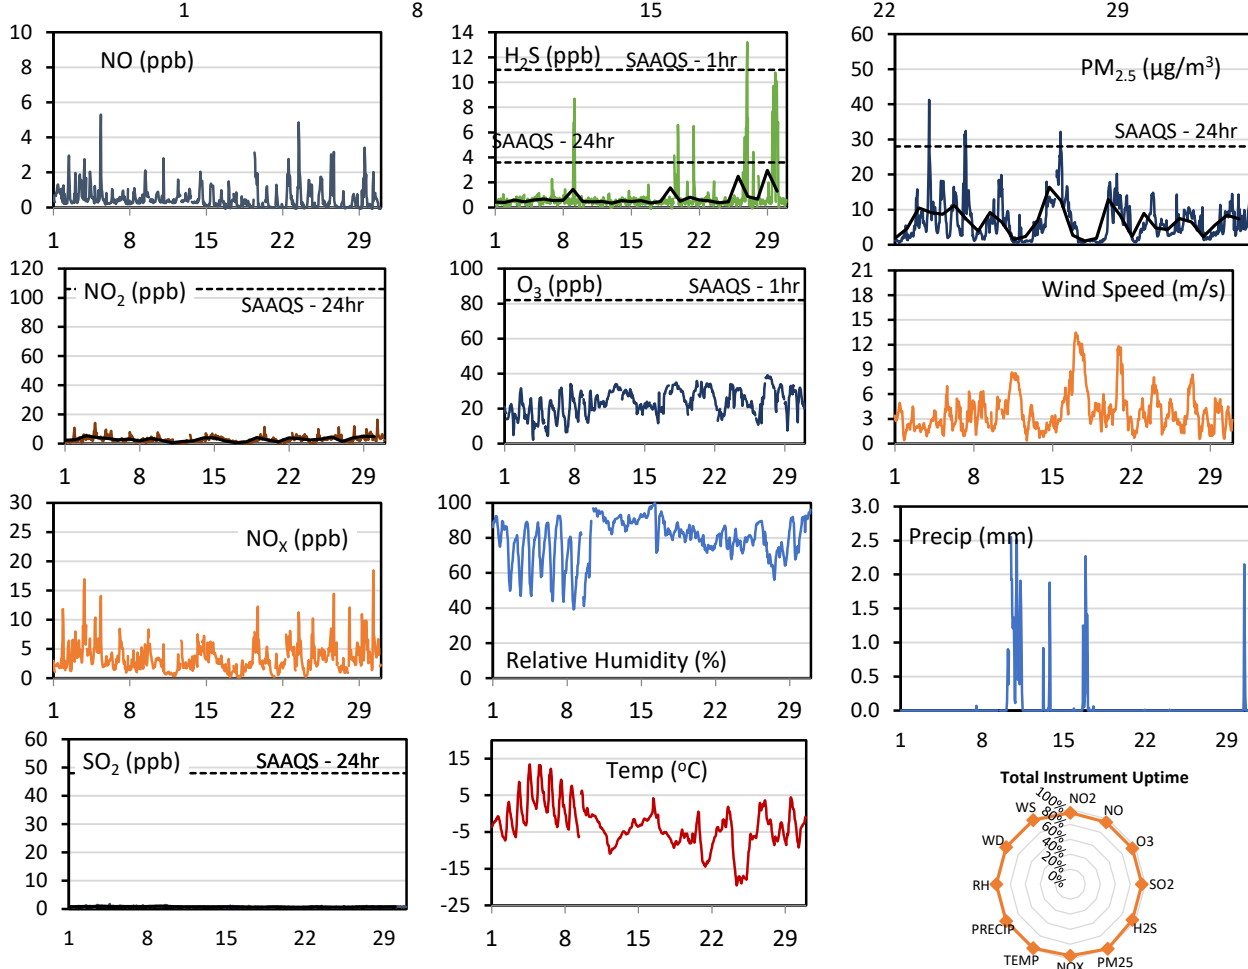 1 8 15 22 29
NO (ppb)
10
8
6
4
2
0
1 8 15 22 29
H2S (ppb)
SAAQS - 1hr
SAAQS - 24hr
14
12
10
8
6
4
2
0
1 8 15 22 29
PM2.5 (µg/m³)
SAAQS - 24hr
60
50
40
30
20
10
0
1 8 15 22 29
NO2 (ppb)
SAAQS - 24hr
120
100
80
60
40
20
0
1 8 15 22 29
O3 (ppb)
SAAQS - 1hr
100
80
60
40
20
0
1 8 15 22 29
Wind Speed (m/s)
21
18
15
12
9
6
3
0
1 8 15 22 29
NOX (ppb)
30
25
20
15
10
5
0
1 8 15 22 29
100
80
60
40
20
0
Relative Humidity (%)
1 8 15 22 29
Precip (mm)
3.0
2.5
2.0
1.5
1.0
0.5
0.0
1 8 15 22 29
SO2 (ppb)
SAAQS - 24hr
60
50
40
30
20
10
0
1 8 15 22 29
Temp (oC)
15
5
-5
-15
-25
1 8 15 22 29
Total Instrument Uptime
100%
80%
60%
40%
20%
0%
NO2
NO
O3
SO2
H2S
PM25
NOX
TEMP
PRECIP
RH
WD
WS